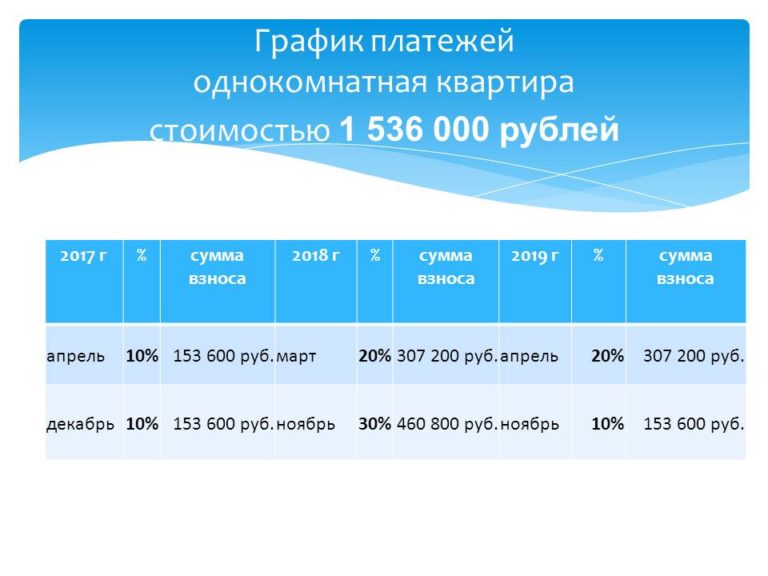 График платежей
однокомнатная квартира
стоимостью 1 536 000 рублей
2017 г % сумма взноса 2018 г % сумма взноса 2019 г % сумма взноса
апрель 10% 153 600 руб. март 20% 307 200 руб. апрель 20% 307 200 руб.
декабрь 10% 153 600 руб. ноябрь 30% 460 800 руб. ноябрь 10% 153 600 руб.